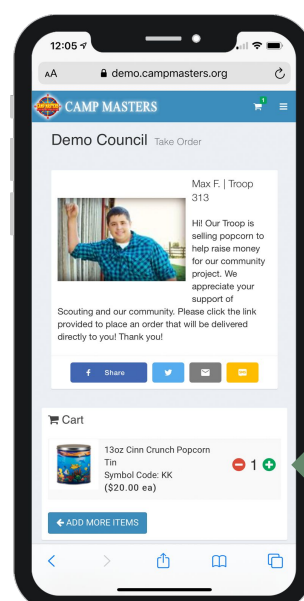 12:05
AA demo.campmasters.org
CAMP MASTERS 1
Demo Council Take Order
Max F. | Troop
313
Hi! Our Troop is
selling popcorn to
help raise money
for our community
project. We
appreciate your
support of
Scouting and our community. Please click the link
provided to place an order that will be delivered
directly to you! Thank you!
f Share
Cart
13oz Cinn Crunch Popcorn
Tin
Symbol Code: KK
($20.00 ea)
1
ADD MORE ITEMS